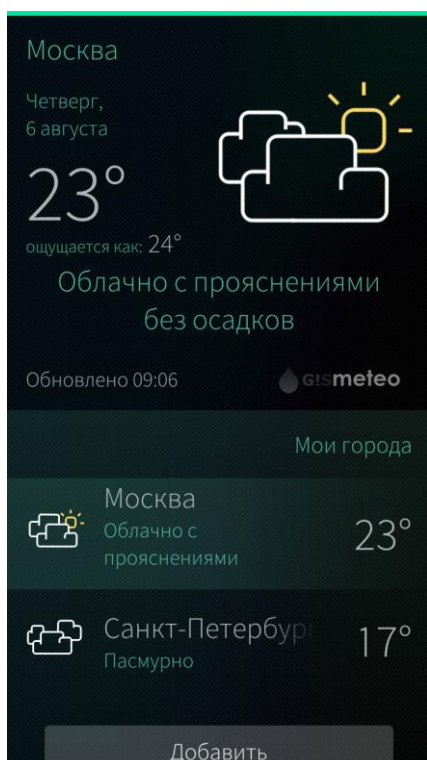 Москва
Четверг,
6 августа
23°
ощущается как: 24°
Облачно с прояснениями
без осадков
Обновлено 09:06
GISmeteo
Мои города
Москва
Облачно с
прояснениями
23°
Санкт-Петербур
Пасмурно
17°
Добавить